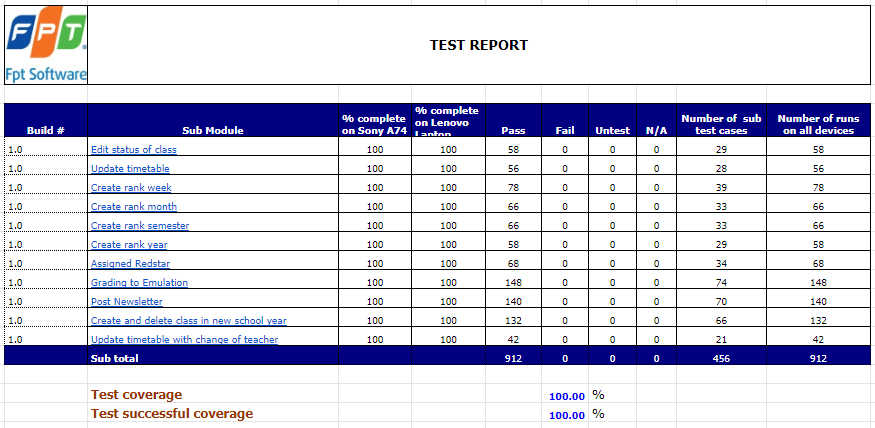 FPT
Fpt Software
TEST REPORT
Build # Sub Module % complete on Sony A74 % complete on Lenovo Laptop Pass Fail Untest N/A Number of sub test cases Number of runs on all devices
1.0 Edit status of class 100 100 58 0 0 0 29 58
1.0 Update timetable 100 100 56 0 0 0 28 56
1.0 Create rank week 100 100 78 0 0 0 39 78
1.0 Create rank month 100 100 66 0 0 0 33 66
1.0 Create rank semester 100 100 66 0 0 0 33 66
1.0 Create rank year 100 100 58 0 0 0 29 58
1.0 Assigned Redstar 100 100 68 0 0 0 34 68
1.0 Grading to Emulation 100 100 148 0 0 0 74 148
1.0 Post Newsletter 100 100 140 0 0 0 70 140
1.0 Create and delete class in new school year 100 100 132 0 0 0 66 132
1.0 Update timetable with change of teacher 100 100 42 0 0 0 21 42
Sub total 912 0 0 0 456 912
Test coverage 100.00 %
Test successful coverage 100.00 %